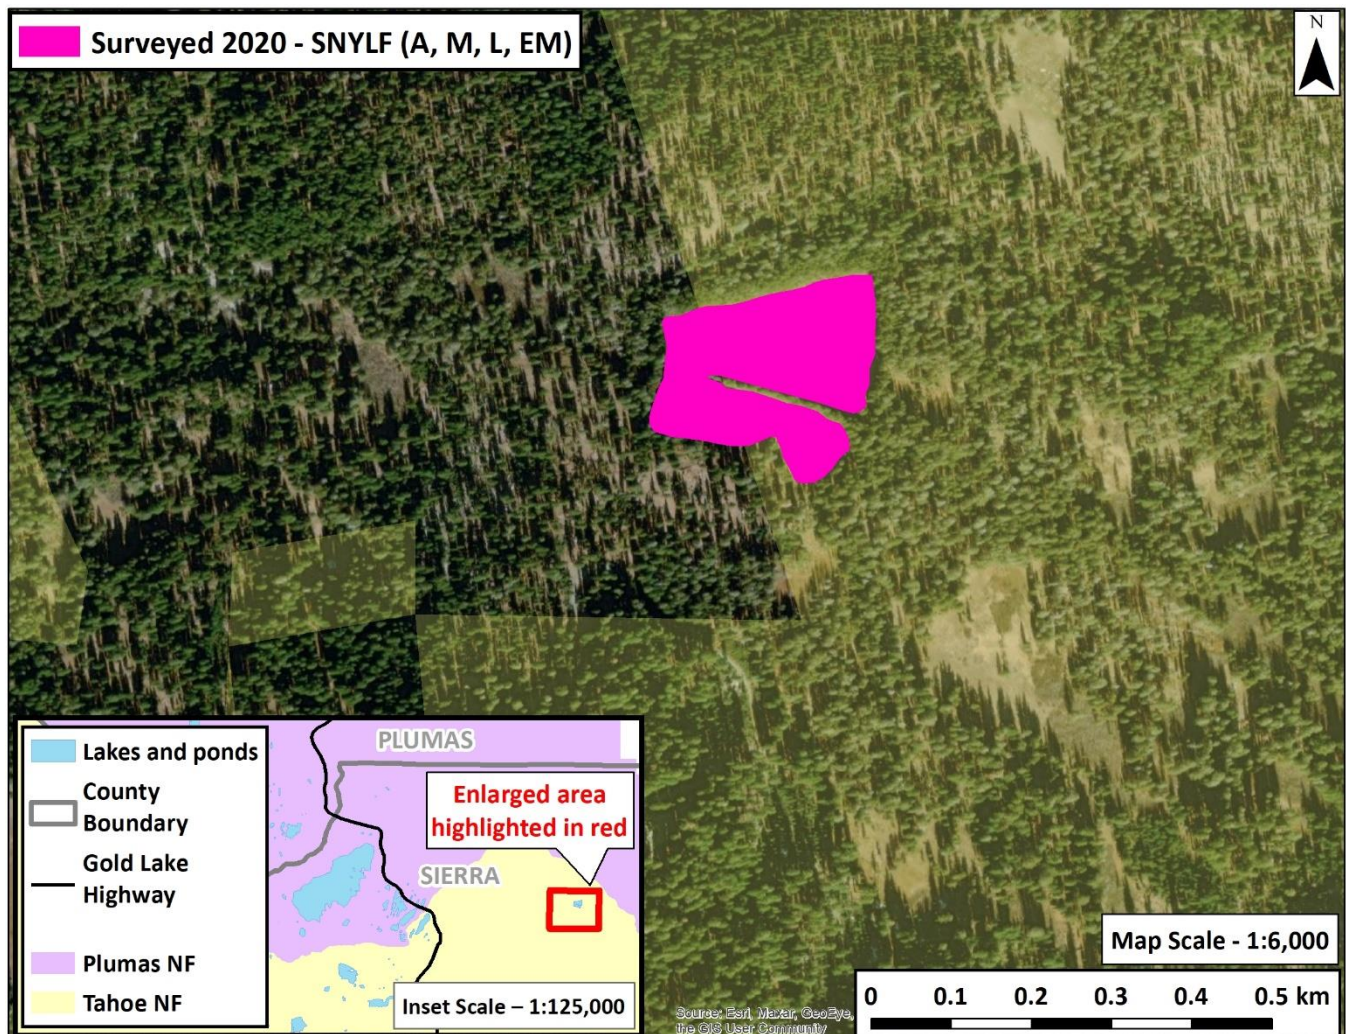 Surveyed 2020 - SNYLF (A, M, L, EM)
N
Lakes and ponds
County
Boundary
Gold Lake
Highway
Plumas NF
Tahoe NF
PLUMAS
Enlarged area
highlighted in red
SIERRA
Inset Scale – 1:125,000
Map Scale - 1:6,000
0 0.1 0.2 0.3 0.4 0.5 km
Source: Esri, Maxar, GeoEye,
the GIS User Community